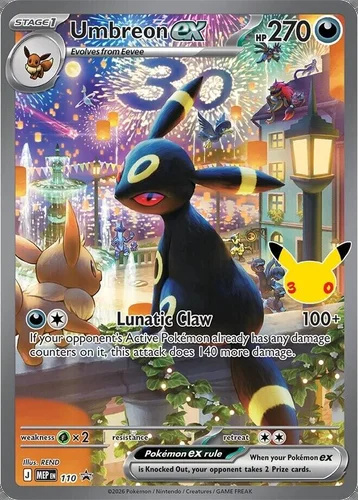 STAGE 1
Umbreon ex
HP 270
Evolves from Eevee
30
30
Lunatic Claw 100+
If your opponent's Active Pokémon already has any damage
counters on it, this attack does 140 more damage.
weakness ×2 resistance retreat
Pokémon ex rule When your Pokémon ex
is Knocked Out, your opponent takes 2 Prize cards.
Illus. REND
J MEP EN 110
©2026 Pokémon / Nintendo / Creatures / GAME FREAK